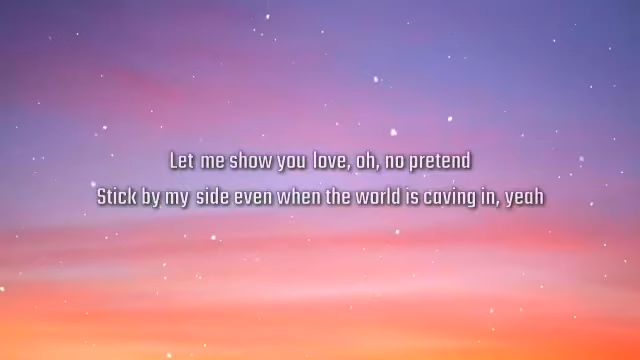 Let me show you love, oh, no pretend
Stick by my side even when the world is caving in, yeah